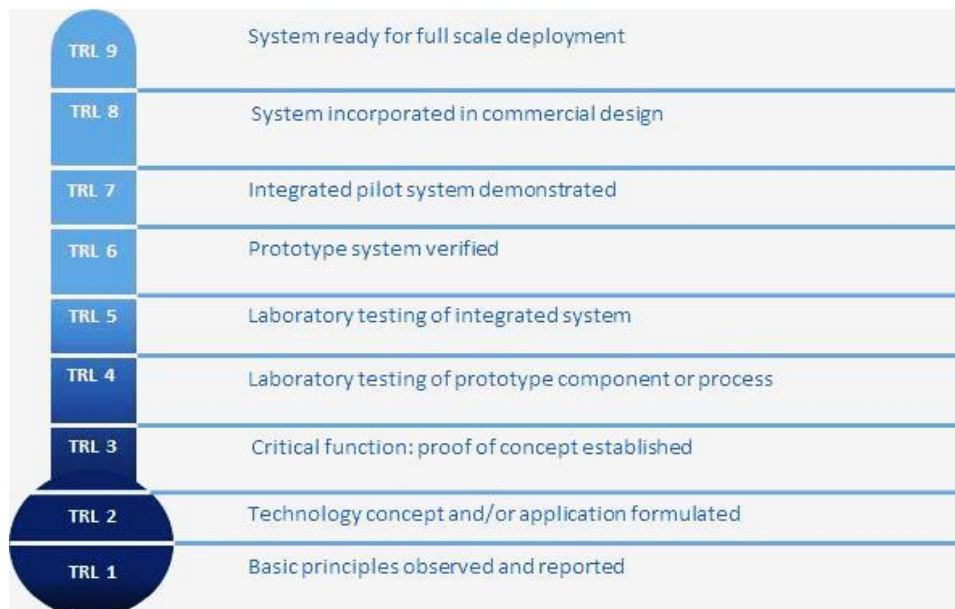 TRL 9 System ready for full scale deployment
TRL 8 System incorporated in commercial design
TRL 7 Integrated pilot system demonstrated
TRL 6 Prototype system verified
TRL 5 Laboratory testing of integrated system
TRL 4 Laboratory testing of prototype component or process
TRL 3 Critical function: proof of concept established
TRL 2 Technology concept and/or application formulated
TRL 1 Basic principles observed and reported